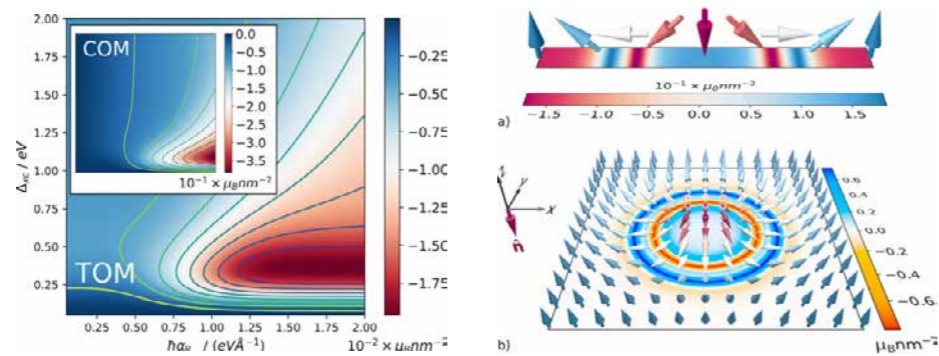 2.00
1.75
1.50
1.25
1.00
0.75
0.50
0.25
Δxc / eV
COM
0.0
−0.5
−1.0
−1.5
−2.0
−2.5
−3.0
−3.5
10⁻¹ × μBnm⁻²
TOM
0.25 0.50 0.75 1.00 1.25 1.50 1.75 2.00
ħαR / (eVÅ⁻¹)
−0.25
−0.50
−0.75
−1.00
−1.25
−1.50
−1.75
10⁻² × μBnm⁻²
10⁻¹ × μBnm⁻²
−1.5 −1.0 −0.5 0.0 0.5 1.0 1.5
a)
y
X
n̂
0.6
0.4
0.2
0.0
−0.2
−0.4
−0.6
μBnm⁻²
b)